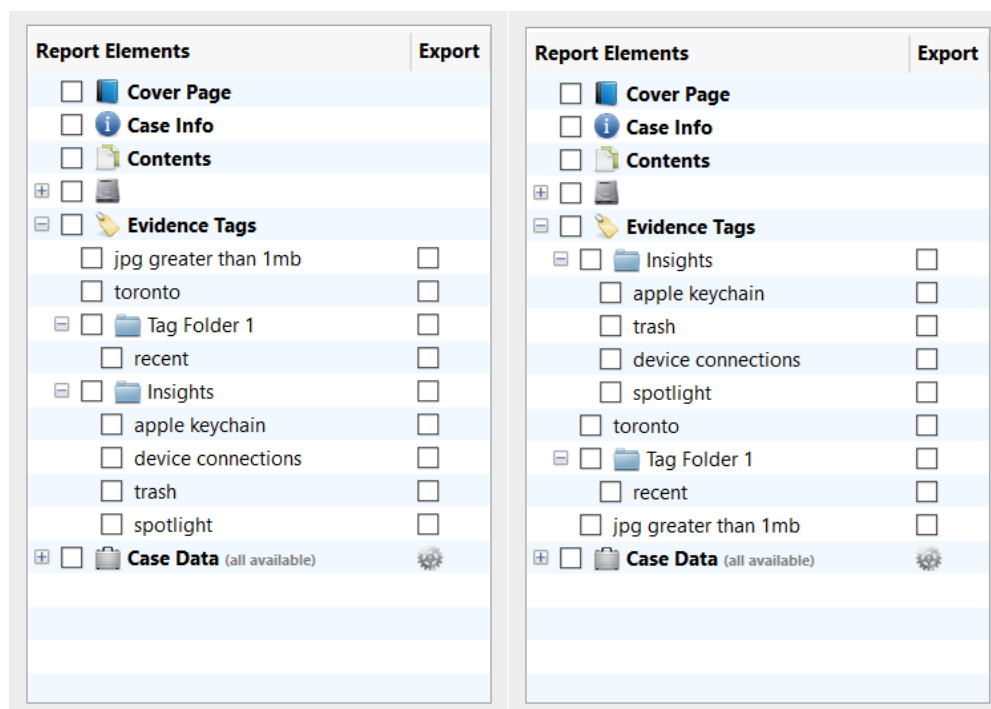 Report Elements Export
Cover Page
Case Info
Contents
Evidence Tags
jpg greater than 1mb
toronto
Tag Folder 1
recent
Insights
apple keychain
device connections
trash
spotlight
Case Data (all available)
Report Elements Export
Cover Page
Case Info
Contents
Evidence Tags
Insights
apple keychain
trash
device connections
spotlight
toronto
Tag Folder 1
recent
jpg greater than 1mb
Case Data (all available)